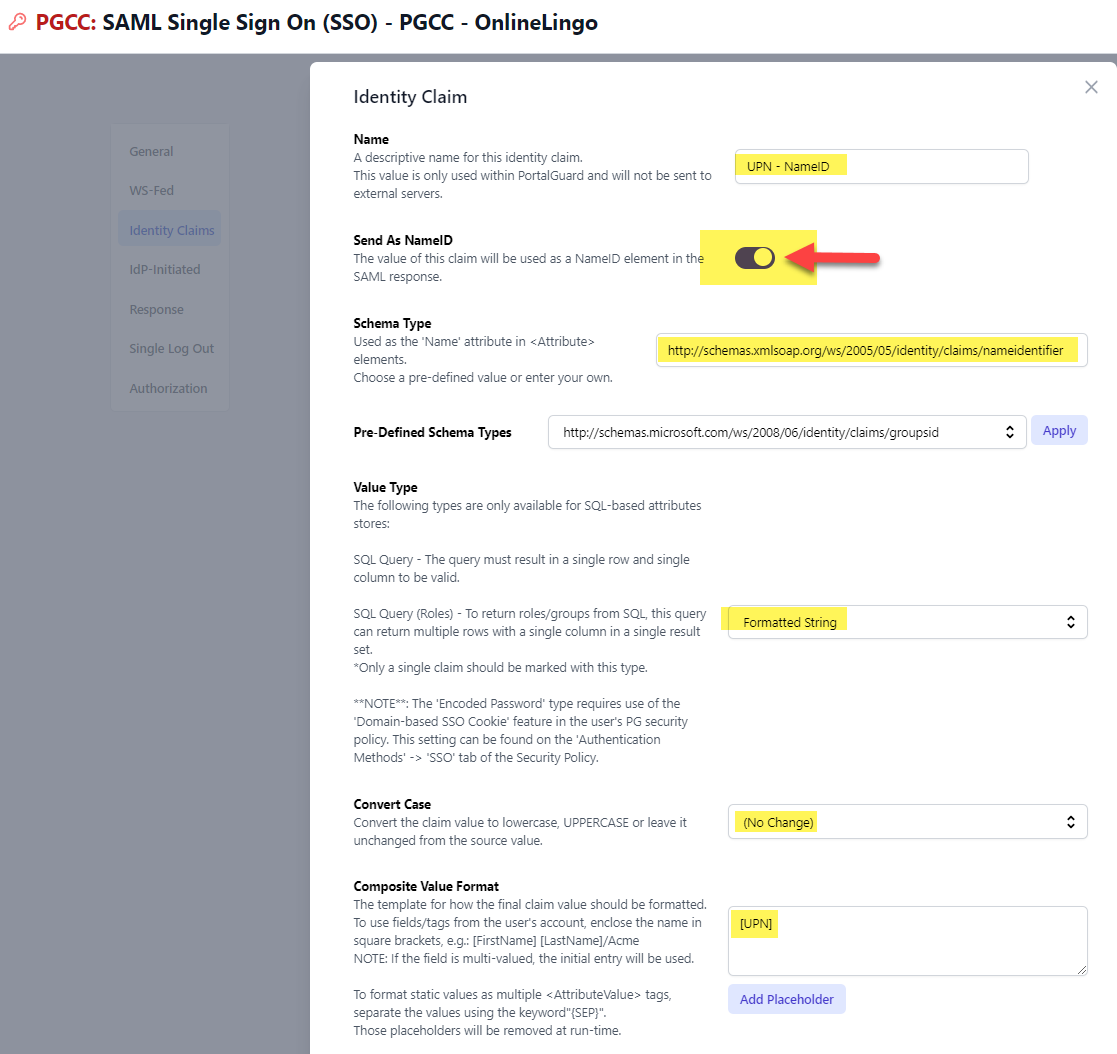 PGCC: SAML Single Sign On (SSO) - PGCC - OnlineLingo
General
WS-Fed
Identity Claims
IdP-Initiated
Response
Single Log Out
Authorization
Identity Claim
Name
A descriptive name for this identity claim.
This value is only used within PortalGuard and will not be sent to
external servers.
UPN - NameID
Send As NameID
The value of this claim will be used as a NameID element in the
SAML response.
Schema Type
Used as the 'Name' attribute in <Attribute>
elements.
Choose a pre-defined value or enter your own.
http://schemas.xmlsoap.org/ws/2005/05/identity/claims/nameidentifier
Pre-Defined Schema Types
http://schemas.microsoft.com/ws/2008/06/identity/claims/groupsid
Apply
Value Type
The following types are only available for SQL-based attributes
stores:
SQL Query - The query must result in a single row and single
column to be valid.
SQL Query (Roles) - To return roles/groups from SQL, this query
can return multiple rows with a single column in a single result
set.
*Only a single claim should be marked with this type.
**NOTE**: The 'Encoded Password' type requires use of the
'Domain-based SSO Cookie' feature in the user's PG security
policy. This setting can be found on the 'Authentication
Methods' -> 'SSO' tab of the Security Policy.
Formatted String
Convert Case
Convert the claim value to lowercase, UPPERCASE or leave it
unchanged from the source value.
(No Change)
Composite Value Format
The template for how the final claim value should be formatted.
To use fields/tags from the user's account, enclose the name in
square brackets, e.g.: [FirstName] [LastName]/Acme
NOTE: If the field is multi-valued, the initial entry will be used.
To format static values as multiple <AttributeValue> tags,
separate the values using the keyword"{SEP}".
Those placeholders will be removed at run-time.
[UPN]
Add Placeholder